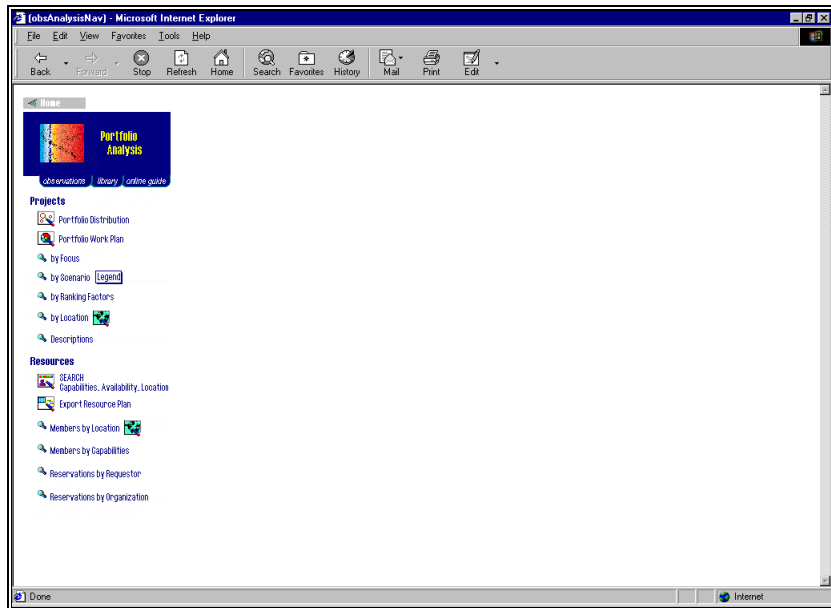 (obsAnalysisNav) - Microsoft Internet Explorer
File Edit View Favorites Tools Help
Back Forward Stop Refresh Home Search Favorites History Mail Print Edit
Home
Portfolio
Analysis
observations library online guide
Projects
Portfolio Distribution
Portfolio Work Plan
by Focus
by Scenario Legend
by Ranking Factors
by Location
Descriptions
Resources
SEARCH
Capabilities, Availability, Location
Export Resource Plan
Members by Location
Members by Capabilities
Reservations by Requestor
Reservations by Organization
Done Internet